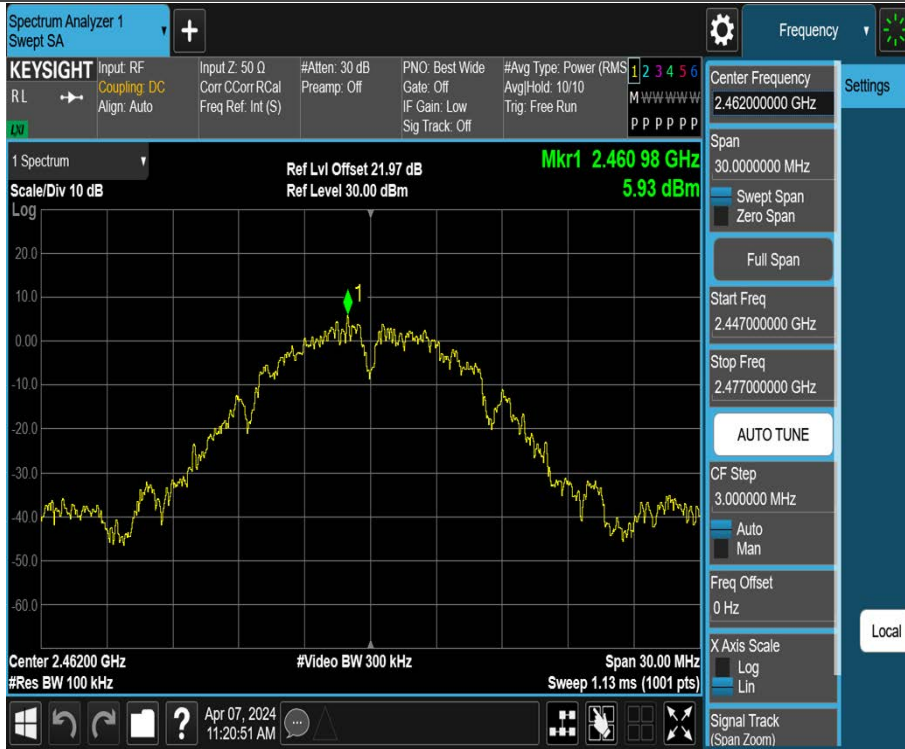 Spectrum Analyzer 1
Swept SA
+
Frequency
KEYSIGHT
RL
LXI
Input: RF
Coupling: DC
Align: Auto
Input Z: 50 Ω
Corr CCorr RCal
Freq Ref: Int (S)
#Atten: 30 dB
Preamp: Off
PNO: Best Wide
Gate: Off
IF Gain: Low
Sig Track: Off
#Avg Type: Power (RMS
Avg|Hold: 10/10
Trig: Free Run
1 2 3 4 5 6
M W W W W W
P P P P P P
1 Spectrum
Scale/Div 10 dB
Log
Ref Lvl Offset 21.97 dB
Ref Level 30.00 dBm
Mkr1 2.460 98 GHz
5.93 dBm
20.0
10.0
0.00
-10.0
-20.0
-30.0
-40.0
-50.0
-60.0
1
Center 2.46200 GHz
#Res BW 100 kHz
#Video BW 300 kHz
Span 30.00 MHz
Sweep 1.13 ms (1001 pts)
Center Frequency
2.462000000 GHz
Settings
Span
30.0000000 MHz
Swept Span
Zero Span
Full Span
Start Freq
2.447000000 GHz
Stop Freq
2.477000000 GHz
AUTO TUNE
CF Step
3.000000 MHz
Auto
Man
Freq Offset
0 Hz
Local
X Axis Scale
Log
Lin
Signal Track
(Span Zoom)
?
Apr 07, 2024
11:20:51 AM